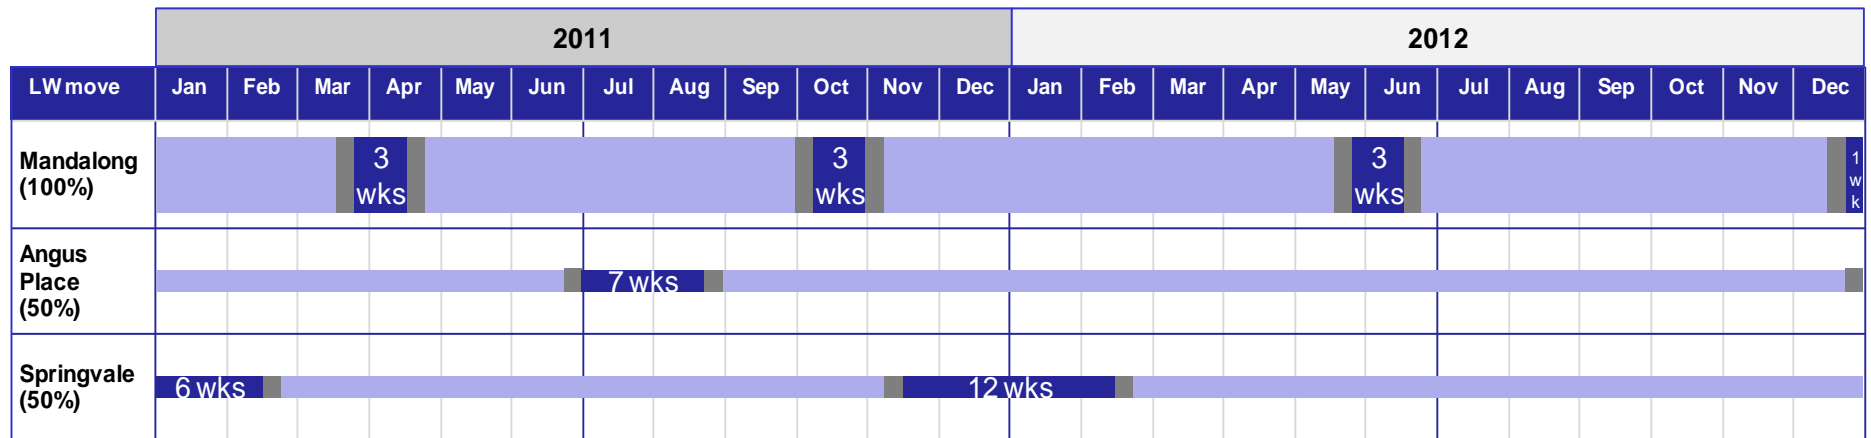 2011 2012
LW move Jan Feb Mar Apr May Jun Jul Aug Sep Oct Nov Dec Jan Feb Mar Apr May Jun Jul Aug Sep Oct Nov Dec
Mandalong
(100%)
3
wks
3
wks
3
wks
1
w
k
Angus
Place
(50%)
7 wks
Springvale
(50%)
6 wks 12 wks